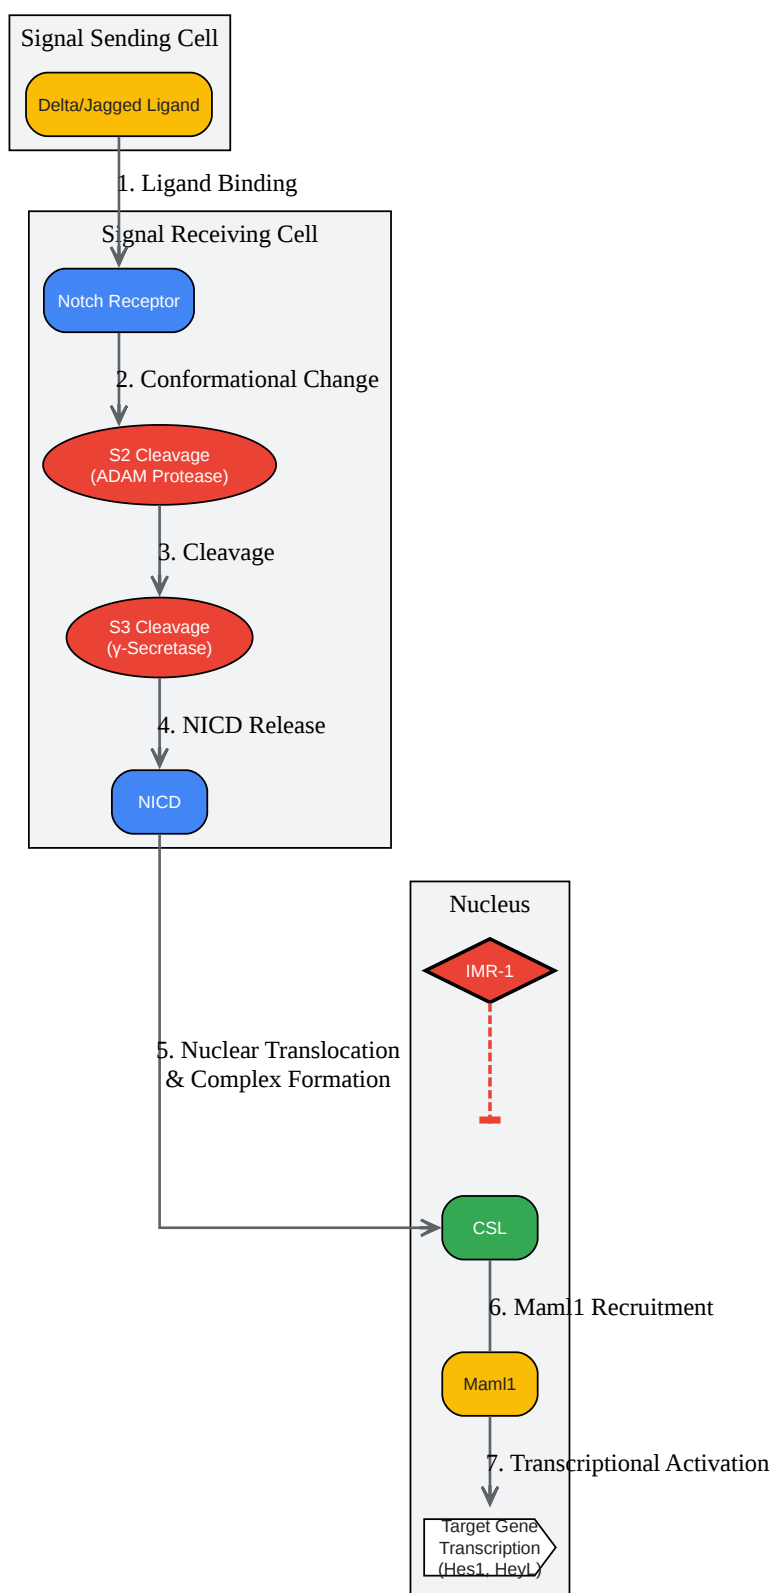 Signal Sending Cell
Delta/Jagged Ligand
1. Ligand Binding
Signal Receiving Cell
Notch Receptor
2. Conformational Change
S2 Cleavage
(ADAM Protease)
3. Cleavage
S3 Cleavage
(γ-Secretase)
4. NICD Release
NICD
Nucleus
IMR-1
5. Nuclear Translocation
& Complex Formation
CSL
6. Maml1 Recruitment
Maml1
7. Transcriptional Activation
Target Gene
Transcription
(Hes1, HeyL)